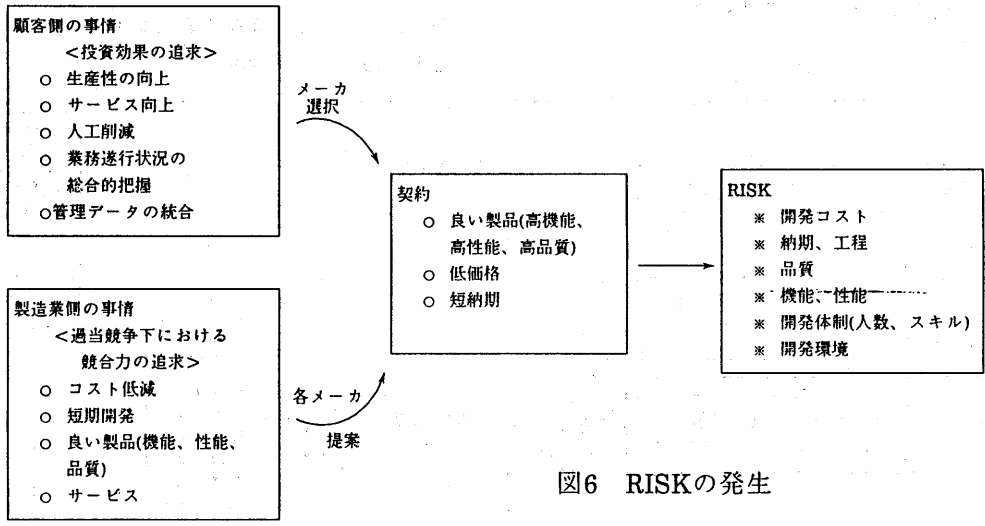 顧客側の事情
<投資効果の追求>
○ 生産性の向上
○ サービス向上
○ 人工削減
○ 業務遂行状況の
総合的把握
○管理データの統合
メーカ
選択
製造業側の事情
<過当競争下における
競合力の追求>
○ コスト低減
○ 短期開発
○ 良い製品(機能、性能、
品質)
○ サービス
各メーカ
提案
契約
○ 良い製品(高機能、
高性能、高品質)
○ 低価格
○ 短納期
RISK
※ 開発コスト
※ 納期、工程
※ 品質
※ 機能、性能
※ 開発体制(人数、スキル)
※ 開発環境
図6 RISKの発生